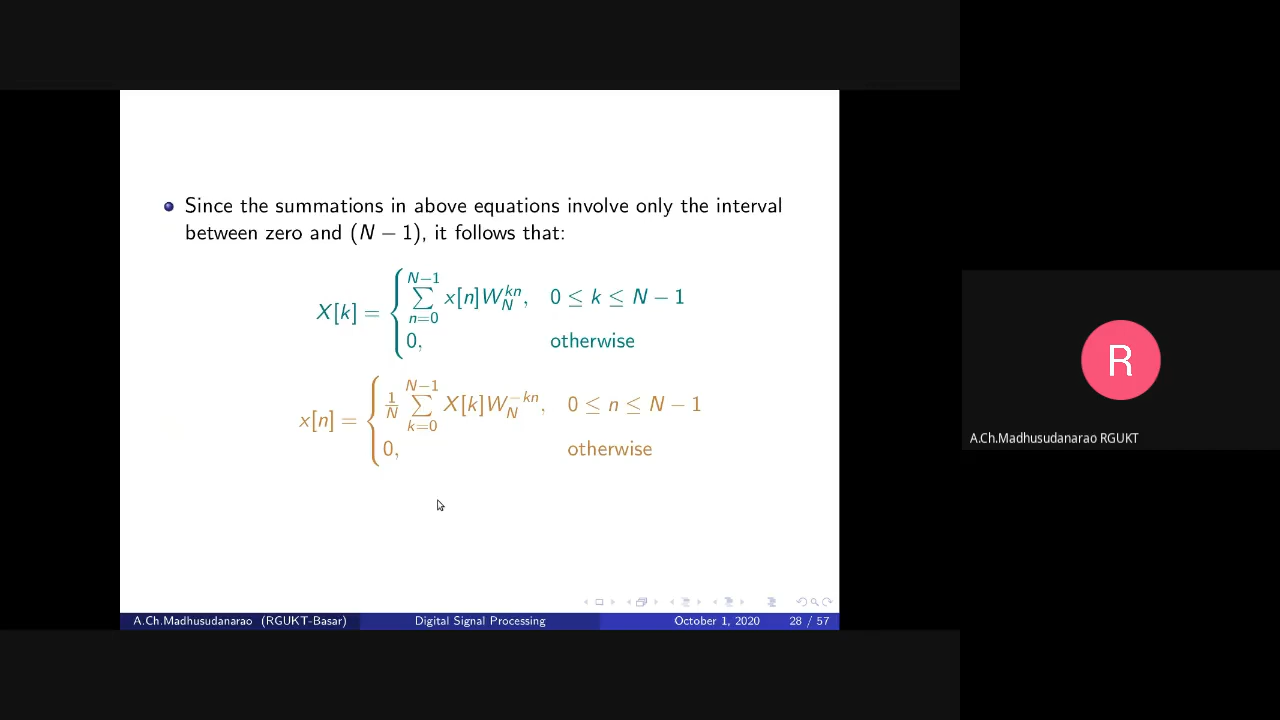 Since the summations in above equations involve only the interval
between zero and (N − 1), it follows that:
X[k] = { N−1 ∑ n=0 x[n]W_N^{kn}, 0 ≤ k ≤ N − 1
0, otherwise
x[n] = { 1/N N−1 ∑ k=0 X[k]W_N^{−kn}, 0 ≤ n ≤ N − 1
0, otherwise
R
A.Ch.Madhusudanarao RGUKT
A.Ch.Madhusudanarao (RGUKT-Basar) Digital Signal Processing October 1, 2020 28 / 57